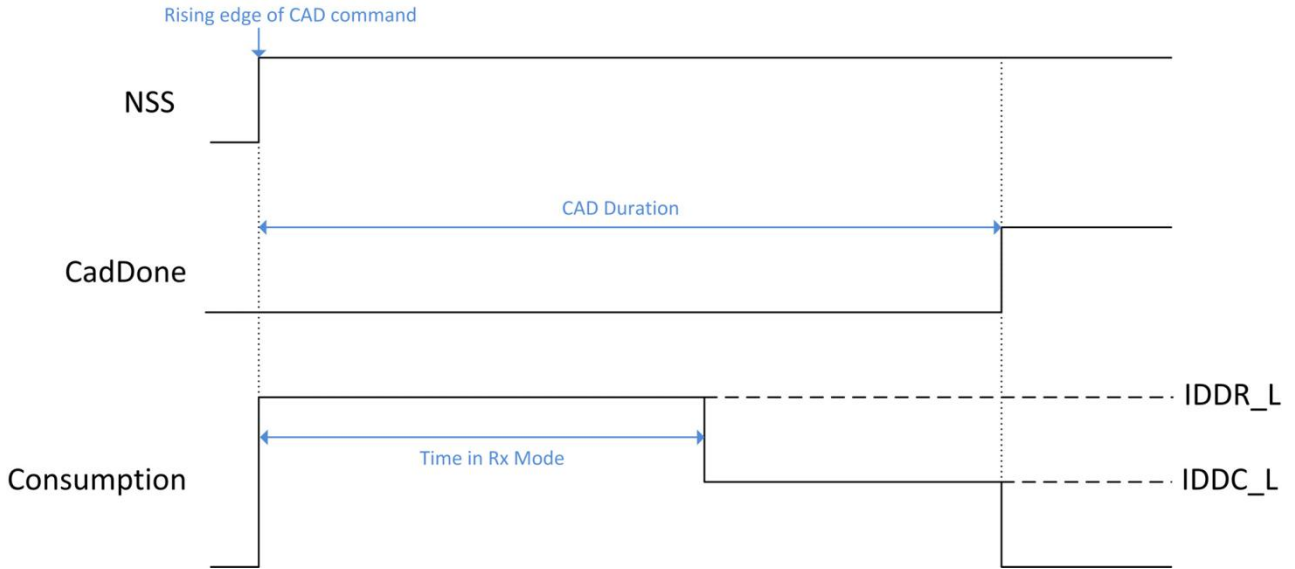 Rising edge of CAD command
NSS
CAD Duration
CadDone
IDDR_L
Time in Rx Mode
Consumption
IDDC_L